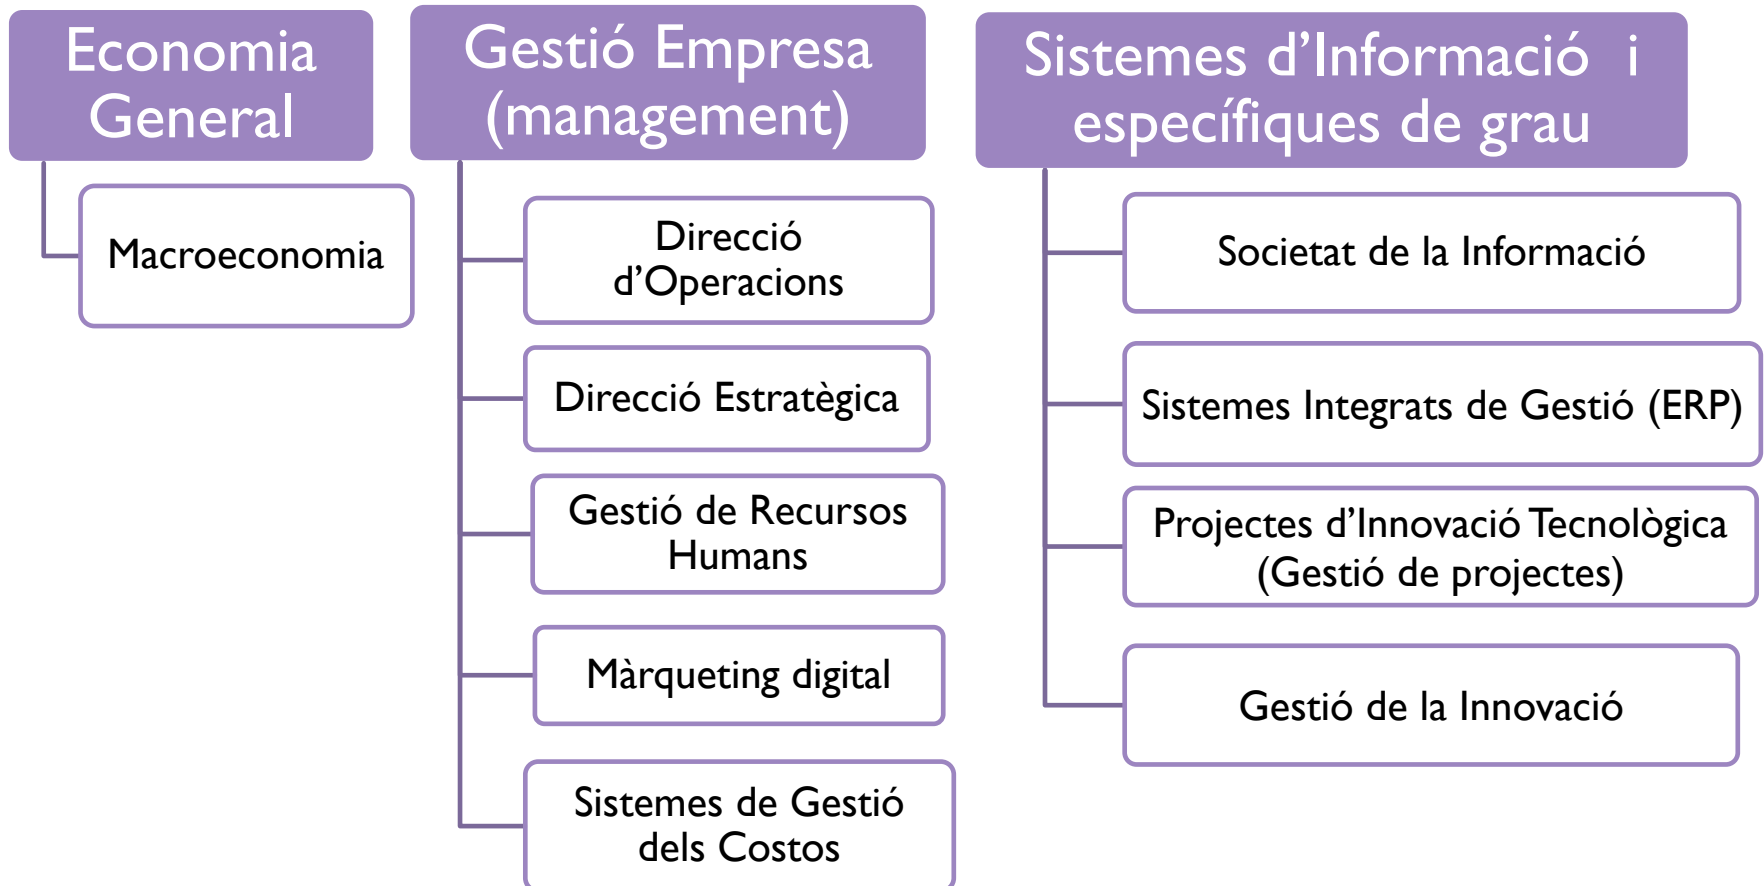 Economia
General
Macroeconomia
Gestió Empresa
(management)
Direcció
d’Operacions
Direcció Estratègica
Gestió de Recursos
Humans
Màrqueting digital
Sistemes de Gestió
dels Costos
Sistemes d’Informació i
específiques de grau
Societat de la Informació
Sistemes Integrats de Gestió (ERP)
Projectes d’Innovació Tecnològica
(Gestió de projectes)
Gestió de la Innovació